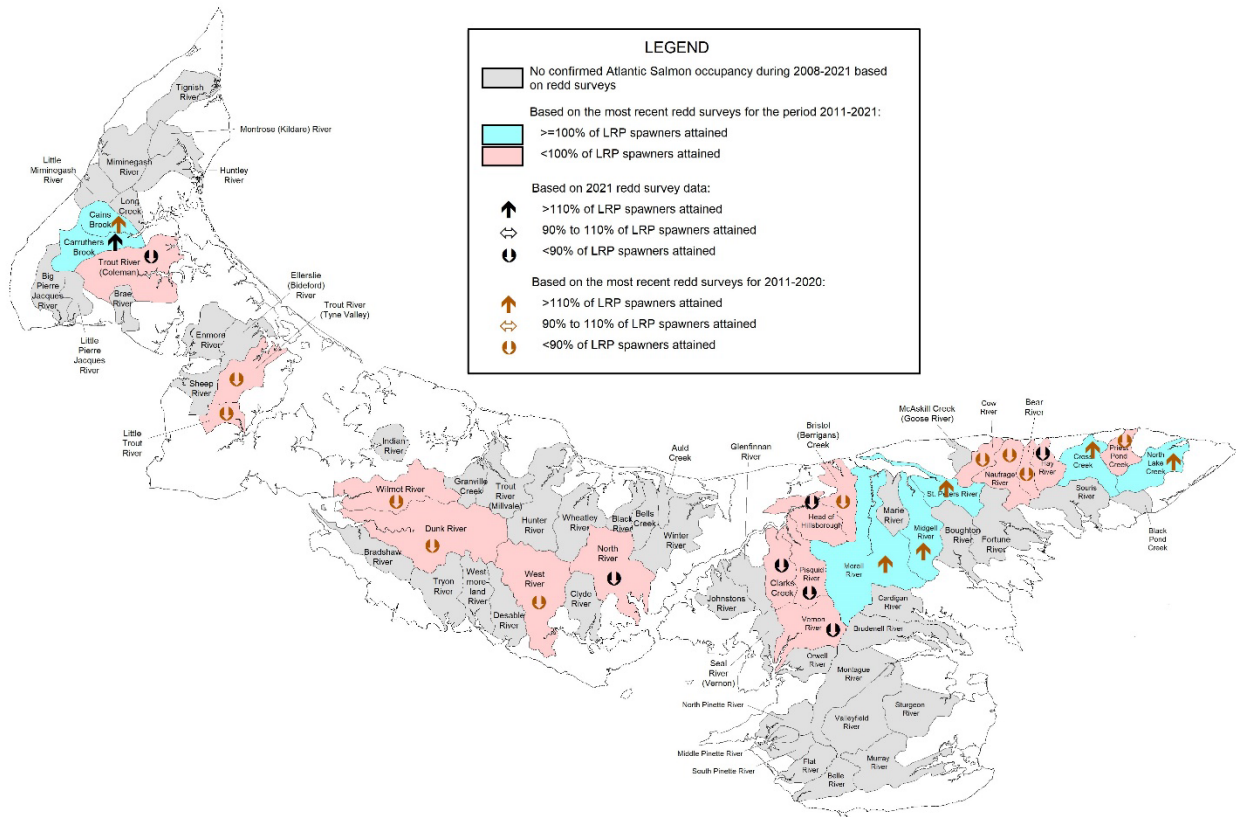 LEGEND
No confirmed Atlantic Salmon occupancy during 2008-2021 based
on redd surveys
Based on the most recent redd surveys for the period 2011-2021:
>=100% of LRP spawners attained
<100% of LRP spawners attained
Based on 2021 redd survey data:
>110% of LRP spawners attained
90% to 110% of LRP spawners attained
<90% of LRP spawners attained
Based on the most recent redd surveys for 2011-2020:
>110% of LRP spawners attained
90% to 110% of LRP spawners attained
<90% of LRP spawners attained
Tignish
River
Montrose (Kildare) River
Little
Miminegash
River
Miminegash
River
Huntley
River
Long
Creek
Cains
Brook
Carruthers
Brook
Trout River
(Coleman)
Big
Pierre
Jacques
River
Brae
River
Little
Pierre
Jacques
River
Ellerslie
(Bideford)
River
Trout River
(Tyne Valley)
Enmore
River
Sheep
River
Little
Trout
River
Indian
River
Wilmot River
Granville
Creek
Trout
River
(Millvale)
Hunter
River
Wheatley
River
Black
River
Bells
Creek
Auld
Creek
Winter
River
Glenfinnan
River
Dunk River
Bradshaw
River
Tryon
River
West
more-
land
River
Desable
River
West
River
Clyde
River
North
River
Bristol
(Berrigans)
Creek
McAskill Creek
(Goose River)
Cow
River
Bear
River
Naufrage
River
Hay
River
Cross
Creek
Priest
Pond
Creek
North
Lake
Creek
Souris
River
Black
Pond
Creek
St. Peters River
Head of
Hillsborough
Marie
River
Midgell
River
Boughton
River
Fortune
River
Morell
River
Clarks
Creek
Pisquid
River
Johnstons
River
Vernon
River
Cardigan
River
Brudenell River
Seal
River
(Vernon)
Orwell
River
Montague
River
North Pinette River
Sturgeon
River
Valleyfield
River
Middle Pinette River
South Pinette River
Flat
River
Belle
River
Murray
River